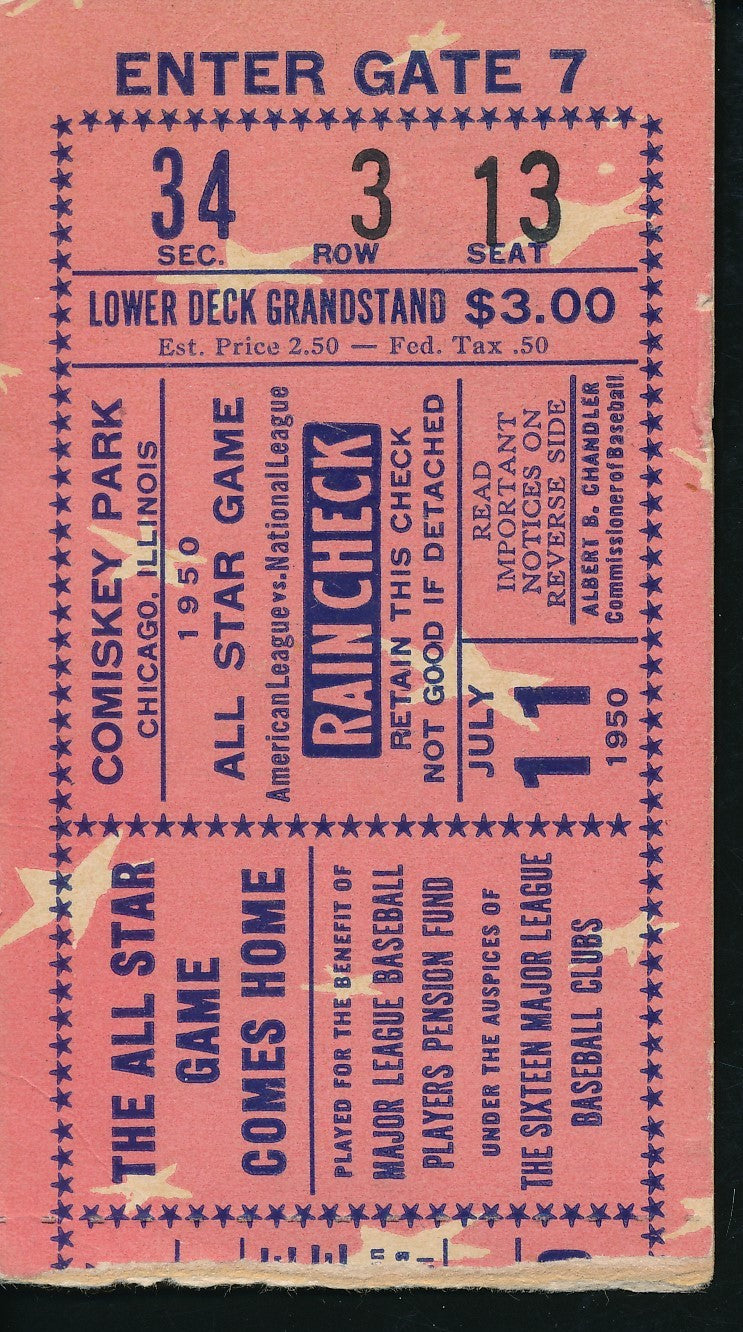 ENTER GATE 7
34 3 13
SEC. ROW SEAT
LOWER DECK GRANDSTAND $3.00
Est. Price 2.50 — Fed. Tax .50
COMISKEY PARK
CHICAGO, ILLINOIS
1950
ALL STAR GAME
American League vs. National League
RAIN CHECK
RETAIN THIS CHECK
NOT GOOD IF DETACHED
JULY
11
1950
READ
IMPORTANT
NOTICES ON
REVERSE SIDE
ALBERT B. CHANDLER
Commissioner of Baseball
THE ALL STAR
GAME
COMES HOME
PLAYED FOR THE BENEFIT OF
MAJOR LEAGUE BASEBALL
PLAYERS PENSION FUND
UNDER THE AUSPICES OF
THE SIXTEEN MAJOR LEAGUE
BASEBALL CLUBS